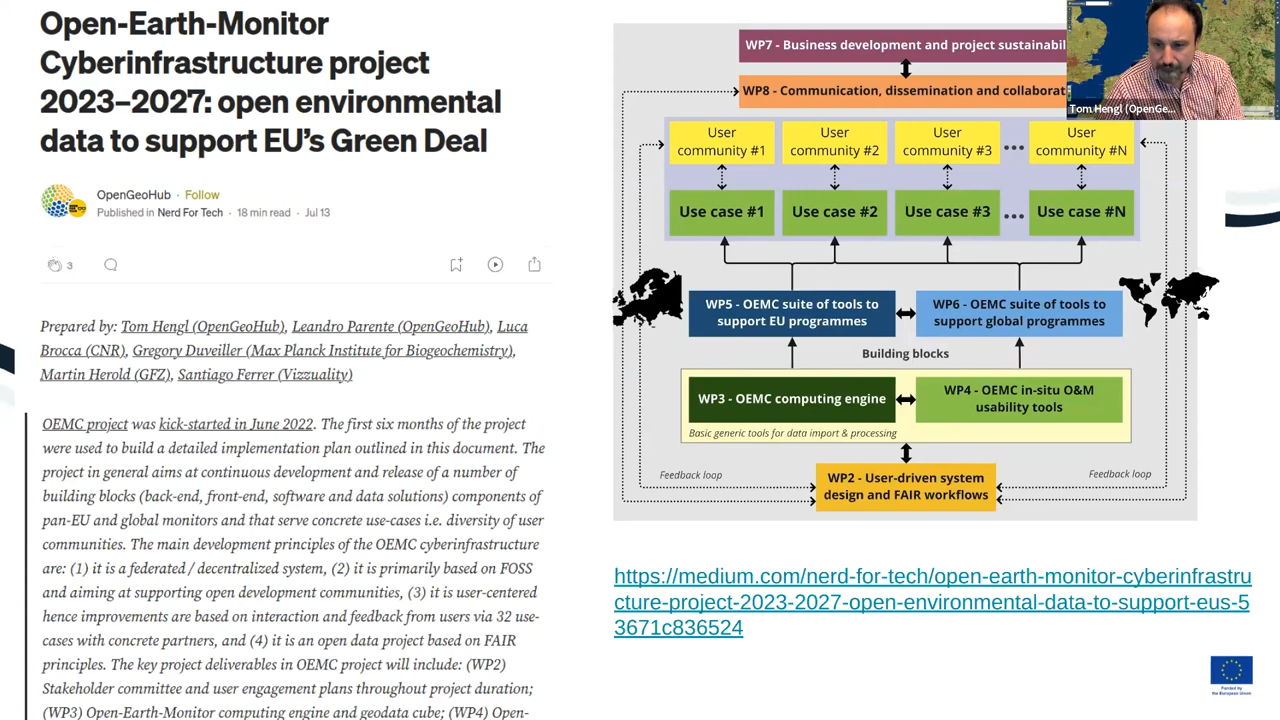 Open-Earth-Monitor
Cyberinfrastructure project
2023–2027: open environmental
data to support EU's Green Deal
OpenGeoHub · Follow
Published in Nerd For Tech · 18 min read · Jul 13
3
Prepared by: Tom Hengl (OpenGeoHub), Leandro Parente (OpenGeoHub), Luca
Brocca (CNR), Gregory Duveiller (Max Planck Institute for Biogeochemistry),
Martin Herold (GFZ), Santiago Ferrer (Vizzuality)
OEMC project was kick-started in June 2022. The first six months of the project
were used to build a detailed implementation plan outlined in this document. The
project in general aims at continuous development and release of a number of
building blocks (back-end, front-end, software and data solutions) components of
pan-EU and global monitors and that serve concrete use-cases i.e. diversity of user
communities. The main development principles of the OEMC cyberinfrastructure
are: (1) it is a federated / decentralized system, (2) it is primarily based on FOSS
and aiming at supporting open development communities, (3) it is user-centered
hence improvements are based on interaction and feedback from users via 32 use-
cases with concrete partners, and (4) it is an open data project based on FAIR
principles. The key project deliverables in OEMC project will include: (WP2)
Stakeholder committee and user engagement plans throughout project duration;
(WP3) Open-Earth-Monitor computing engine and geodata cube; (WP4) Open-
WP7 - Business development and project sustainabil
WP8 - Communication, dissemination and collaborat
Tom Hengl (OpenGe...
User
community #1
User
community #2
User
community #3
User
community #N
Use case #1
Use case #2
Use case #3
Use case #N
WP5 - OEMC suite of tools to
support EU programmes
WP6 - OEMC suite of tools to
support global programmes
Building blocks
WP3 - OEMC computing engine
WP4 - OEMC in-situ O&M
usability tools
Basic generic tools for data import & processing
Feedback loop
Feedback loop
WP2 - User-driven system
design and FAIR workflows
https://medium.com/nerd-for-tech/open-earth-monitor-cyberinfrastru
cture-project-2023-2027-open-environmental-data-to-support-eus-5
3671c836524
Funded by
the European Union